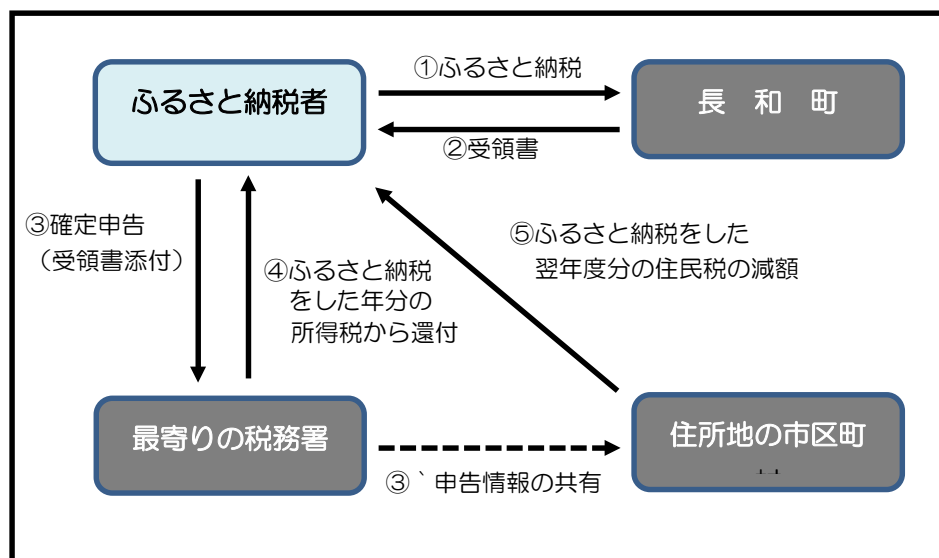 ①ふるさと納税
ふるさと納税者
長 和 町
②受領書
③確定申告
（受領書添付）
④ふるさと納税
をした年分の
所得税から還付
⑤ふるさと納税をした
翌年度分の住民税の減額
最寄りの税務署
住所地の市区町
③｀申告情報の共有